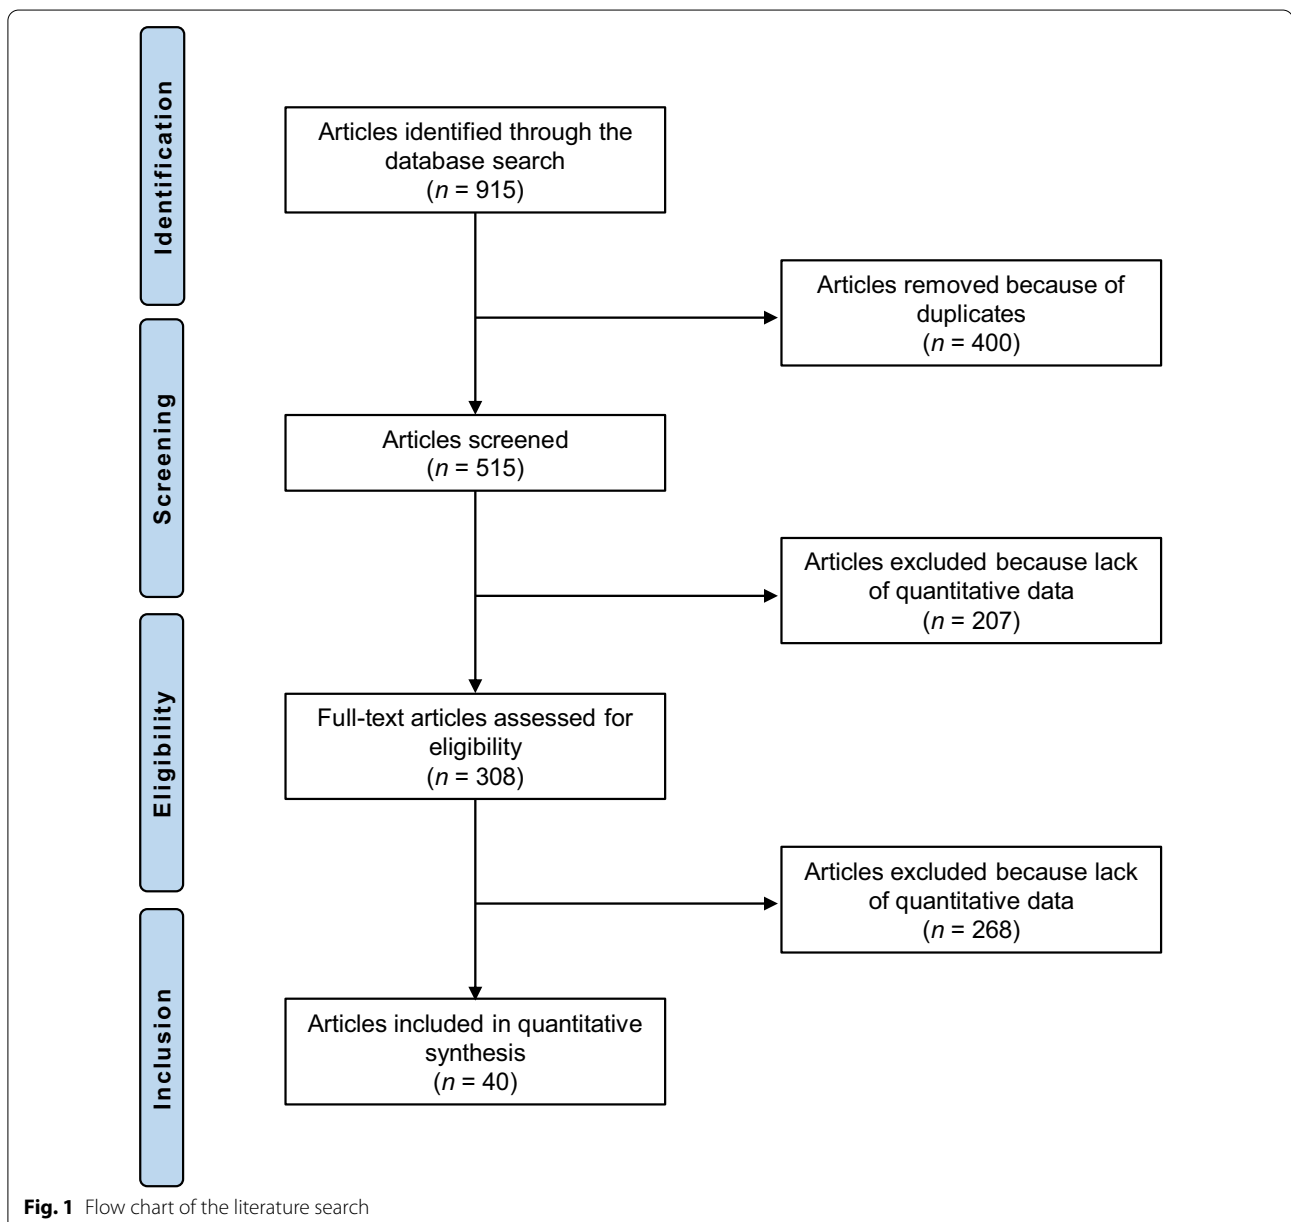 Identification
Articles identified through the
database search
(n = 915)
Articles removed because of
duplicates
(n = 400)
Screening
Articles screened
(n = 515)
Articles excluded because lack
of quantitative data
(n = 207)
Eligibility
Full-text articles assessed for
eligibility
(n = 308)
Articles excluded because lack
of quantitative data
(n = 268)
Inclusion
Articles included in quantitative
synthesis
(n = 40)
Fig. 1 Flow chart of the literature search